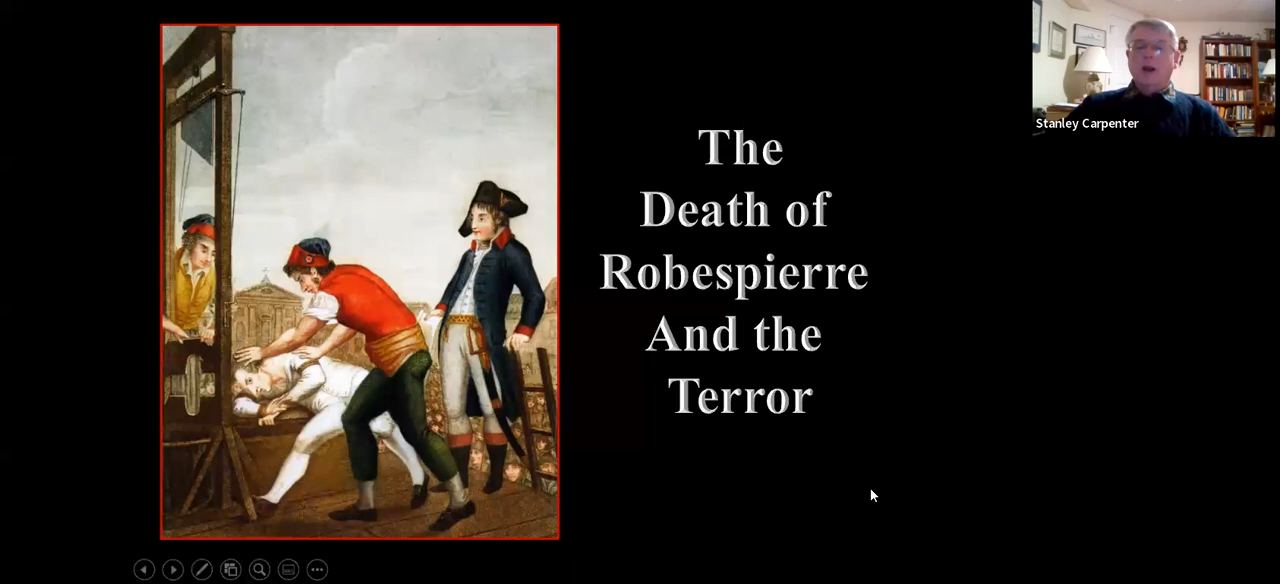 The
Death of
Robespierre
And the
Terror
Stanley Carpenter